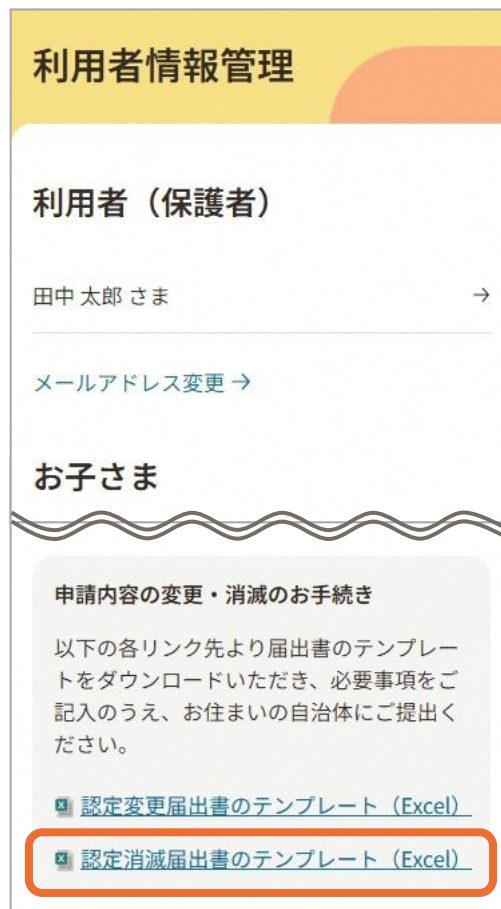 利用者情報管理
利用者（保護者）
田中 太郎 さま →
メールアドレス変更 →
お子さま
申請内容の変更・消滅のお手続き
以下の各リンク先より届出書のテンプレー
トをダウンロードいただき、必要事項をご
記入のうえ、お住まいの自治体にご提出く
ださい。
認定変更届出書のテンプレート（Excel）
認定消滅届出書のテンプレート（Excel）